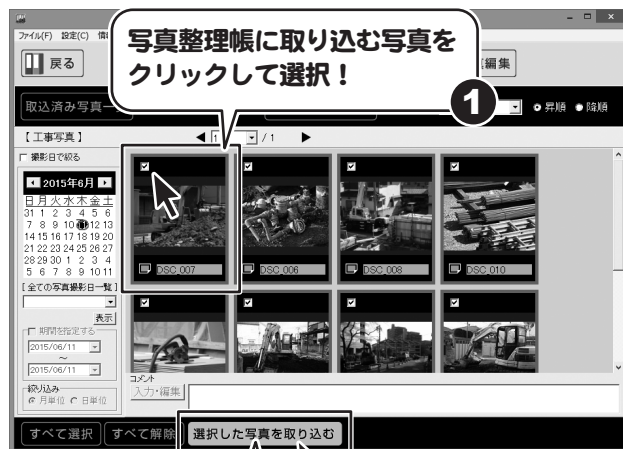 ファイル(F) 設定(C)
写真整理帳に取り込む写真を
クリックして選択！
戻る
編集
1
取込済み写真一
昇順 降順
【 工事写真 】
1 / 1
撮影日で絞る
2015年6月
日 月 火 水 木 金 土
31 1 2 3 4 5 6
7 8 9 10 11 12 13
14 15 16 17 18 19 20
21 22 23 24 25 26 27
28 29 30 1 2 3 4
5 6 7 8 9 10 11
[ 全ての写真撮影日一覧 ]
表示
期間を指定する
2015/06/11
～
2015/06/11
絞り込み
月単位 日単位
DSC_007
DSC_006
DSC_008
DSC_010
コメント
入力・編集
すべて選択
すべて解除
選択した写真を取り込む